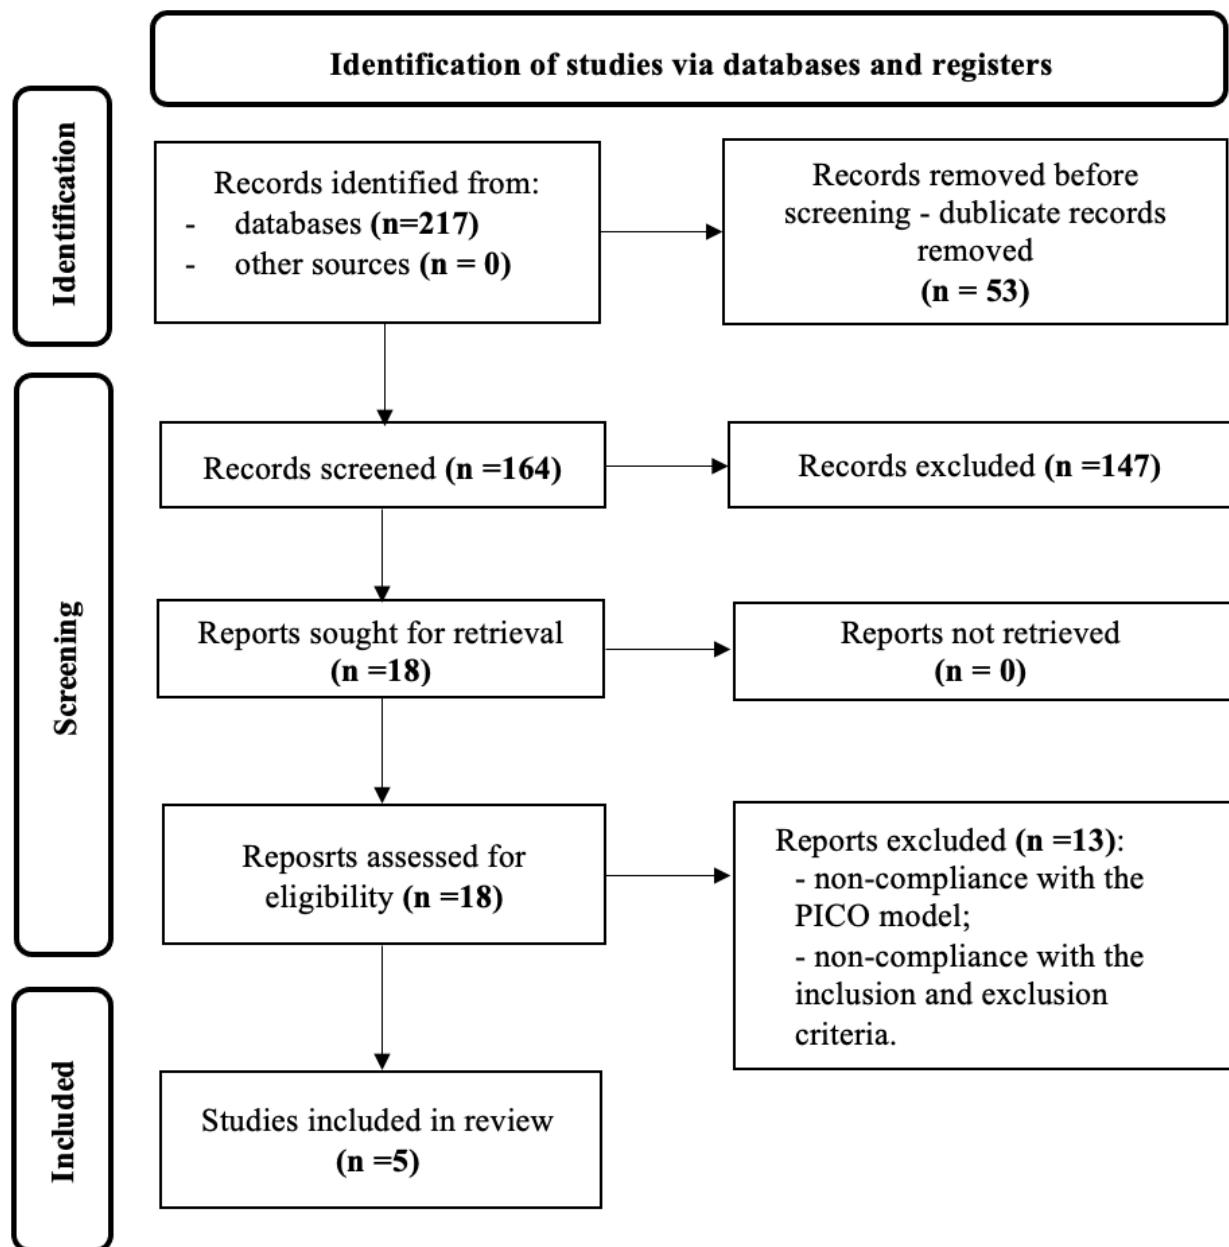 Identification of studies via databases and registers
Identification
Records identified from:
- databases (n=217)
- other sources (n = 0)
Records removed before
screening - dublicate records
removed
(n = 53)
Screening
Records screened (n =164)
Records excluded (n =147)
Reports sought for retrieval
(n =18)
Reports not retrieved
(n = 0)
Reposrts assessed for
eligibility (n =18)
Reports excluded (n =13):
- non-compliance with the
PICO model;
- non-compliance with the
inclusion and exclusion
criteria.
Included
Studies included in review
(n =5)